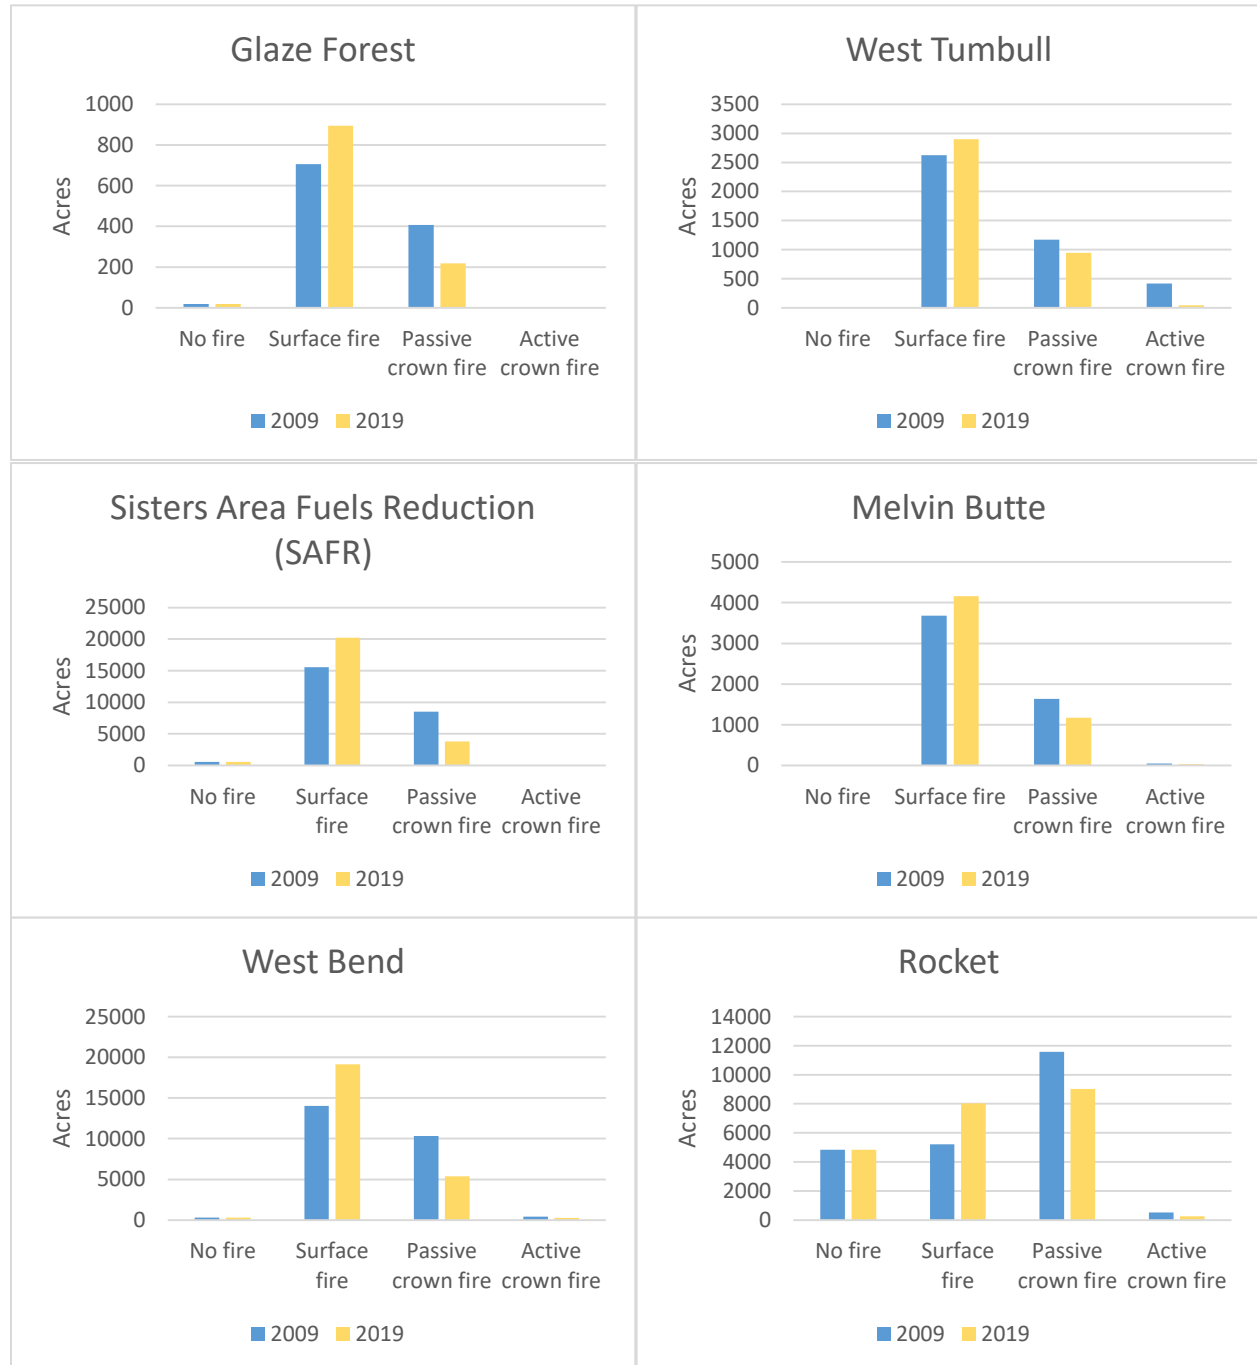 Glaze Forest
1000
800
600
400
200
0
Acres
No fire Surface fire Passive Active
crown fire crown fire
2009 2019
West Tumbull
3500
3000
2500
2000
1500
1000
500
0
Acres
No fire Surface fire Passive Active
crown fire crown fire
2009 2019
Sisters Area Fuels Reduction
(SAFR)
25000
20000
15000
10000
5000
0
Acres
No fire Surface Passive Active
fire crown fire crown fire
2009 2019
Melvin Butte
5000
4000
3000
2000
1000
0
Acres
No fire Surface fire Passive Active
crown fire crown fire
2009 2019
West Bend
25000
20000
15000
10000
5000
0
Acres
No fire Surface Passive Active
fire crown fire crown fire
2009 2019
Rocket
14000
12000
10000
8000
6000
4000
2000
0
Acres
No fire Surface Passive Active
fire crown fire crown fire
2009 2019